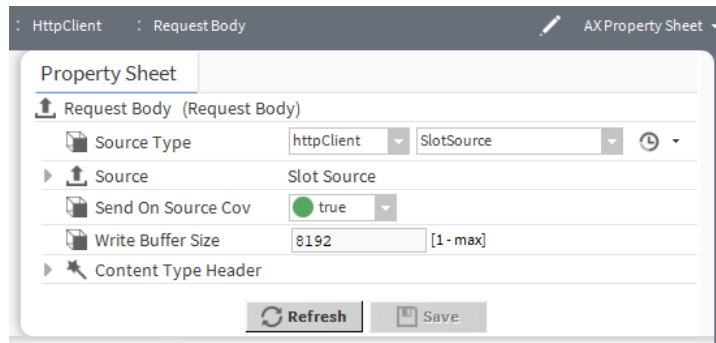 : HttpClient : Request Body AX Property Sheet
Property Sheet
Request Body (Request Body)
Source Type httpClient SlotSource
Source Slot Source
Send On Source Cov true
Write Buffer Size 8192 [1 - max]
Content Type Header
Refresh Save